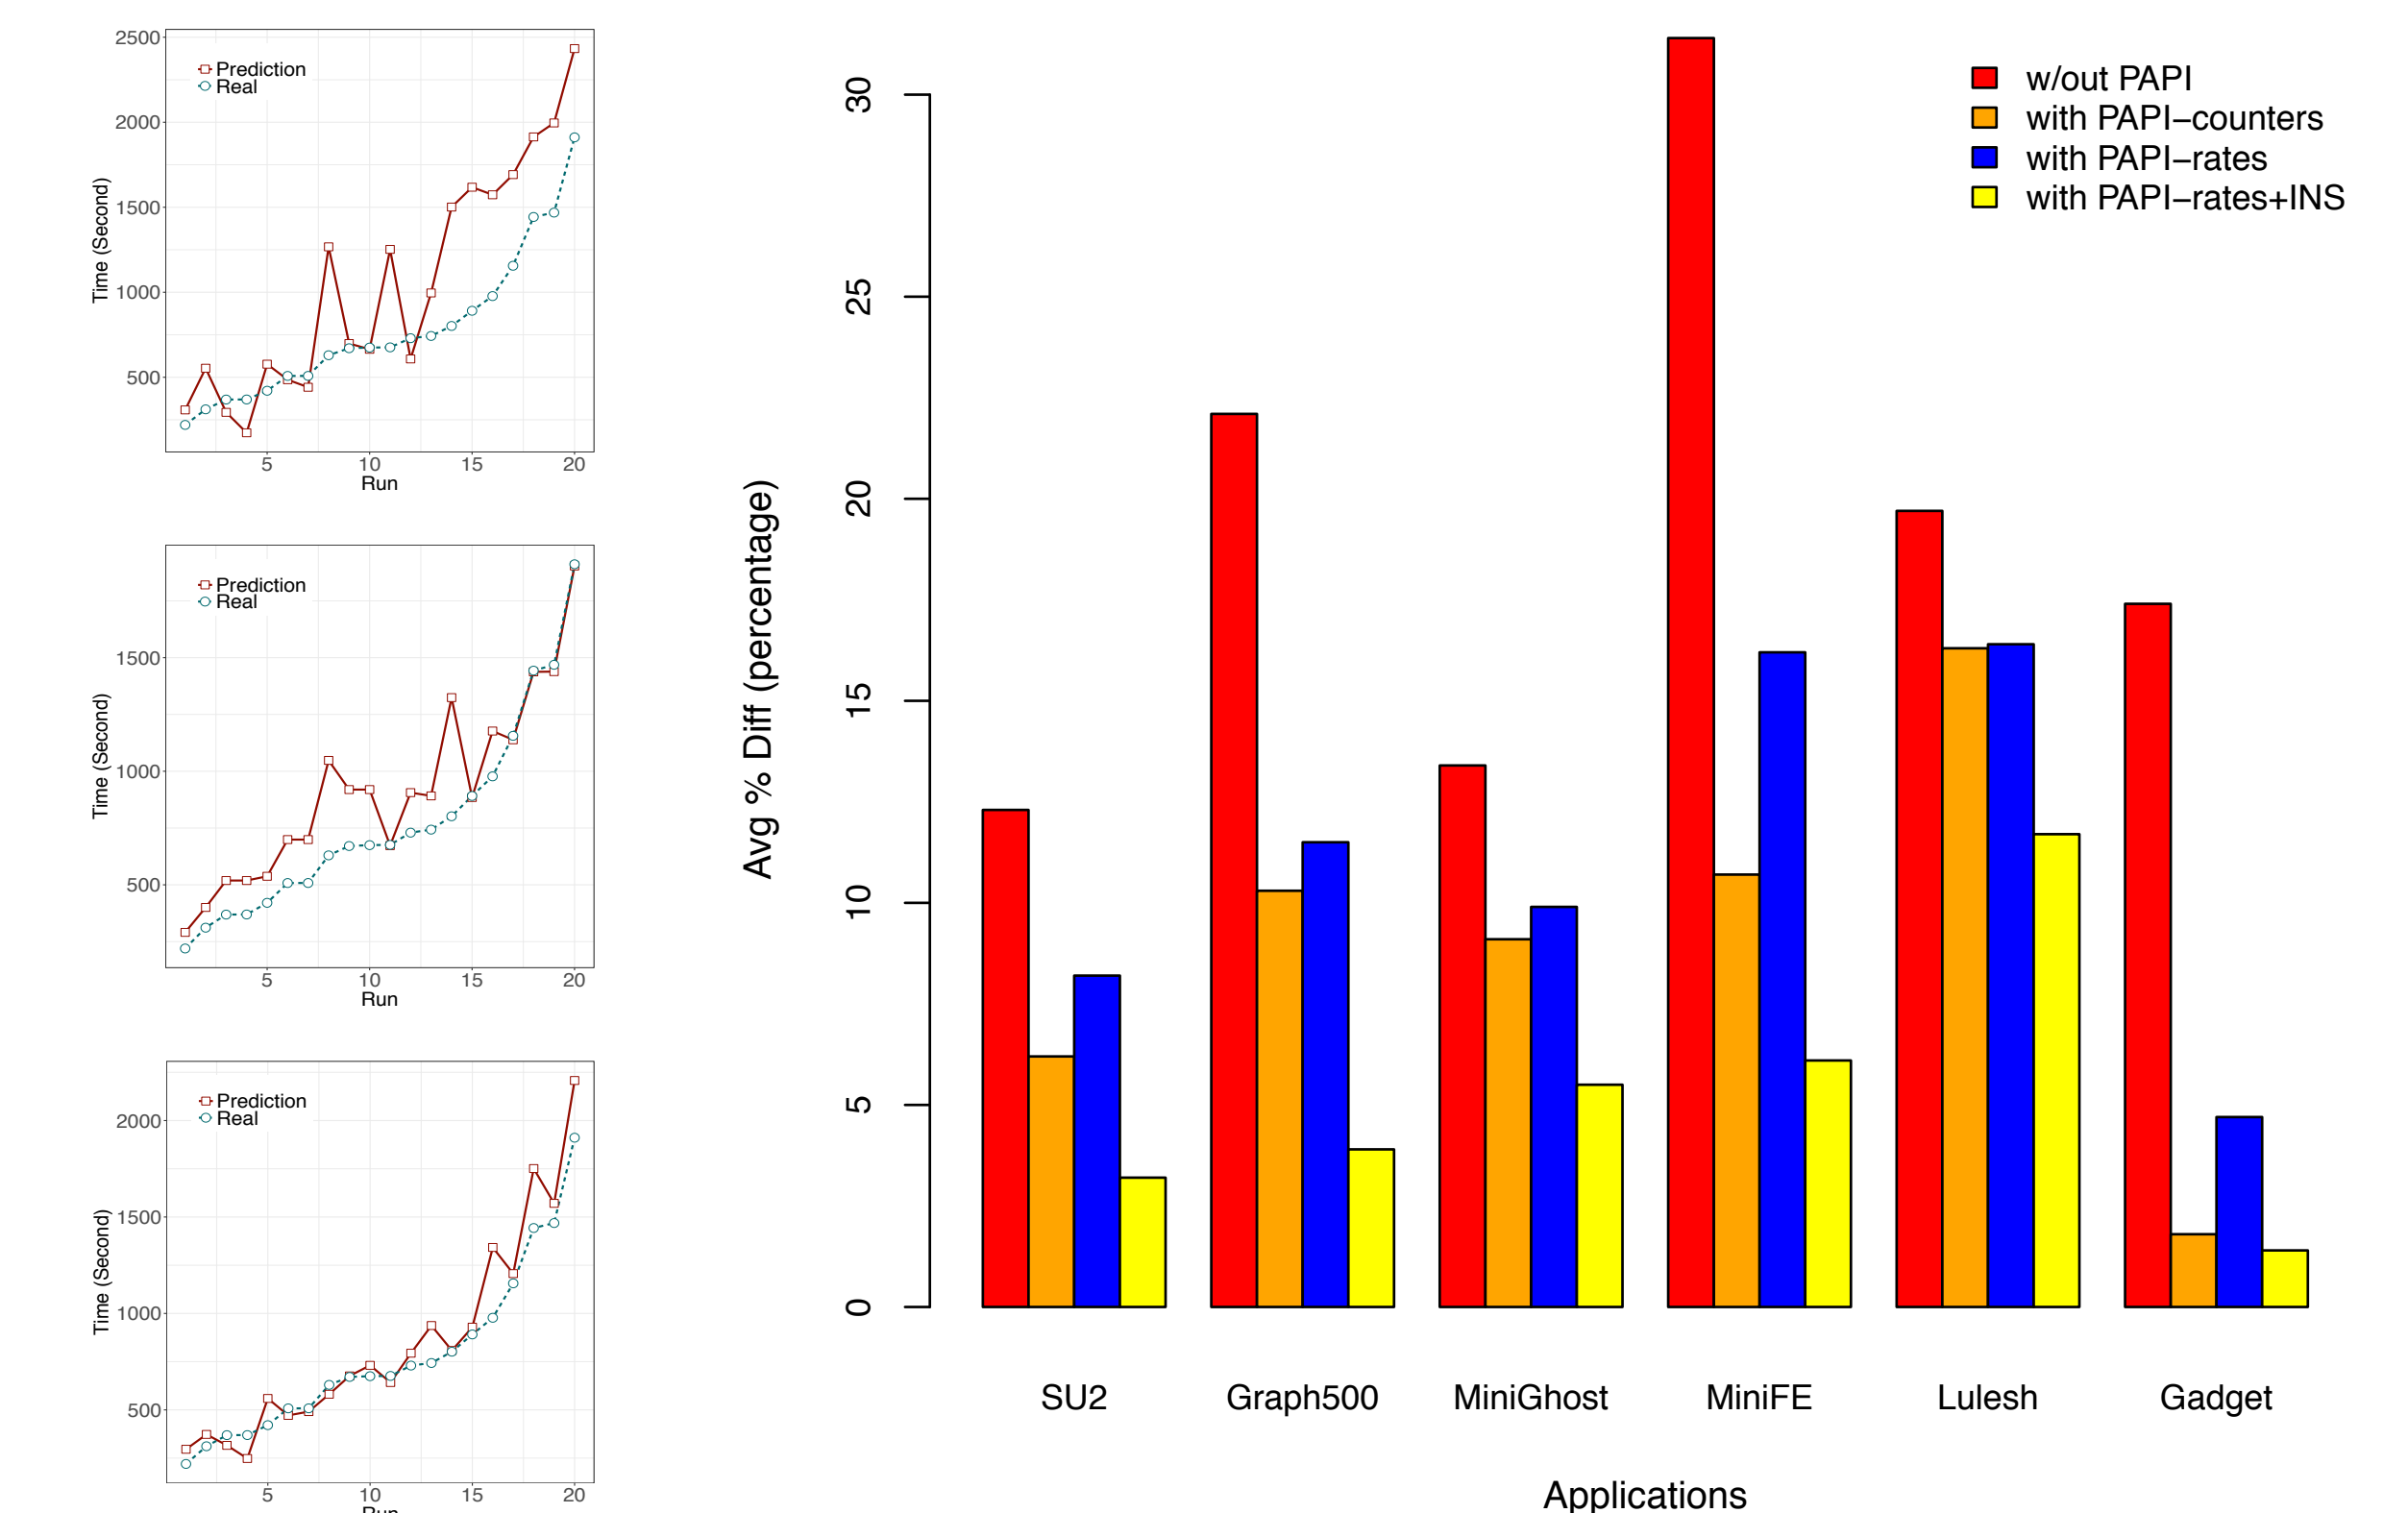 2500
2000
1500
1000
500
Time (Second)
Prediction
Real
5 10 15 20
Run
1500
1000
500
Time (Second)
Prediction
Real
5 10 15 20
Run
2000
1500
1000
500
Time (Second)
Prediction
Real
5 10 15 20
Run
Avg % Diff (percentage)
30
25
20
15
10
5
0
w/out PAPI
with PAPI−counters
with PAPI−rates
with PAPI−rates+INS
SU2 Graph500 MiniGhost MiniFE Lulesh Gadget
Applications